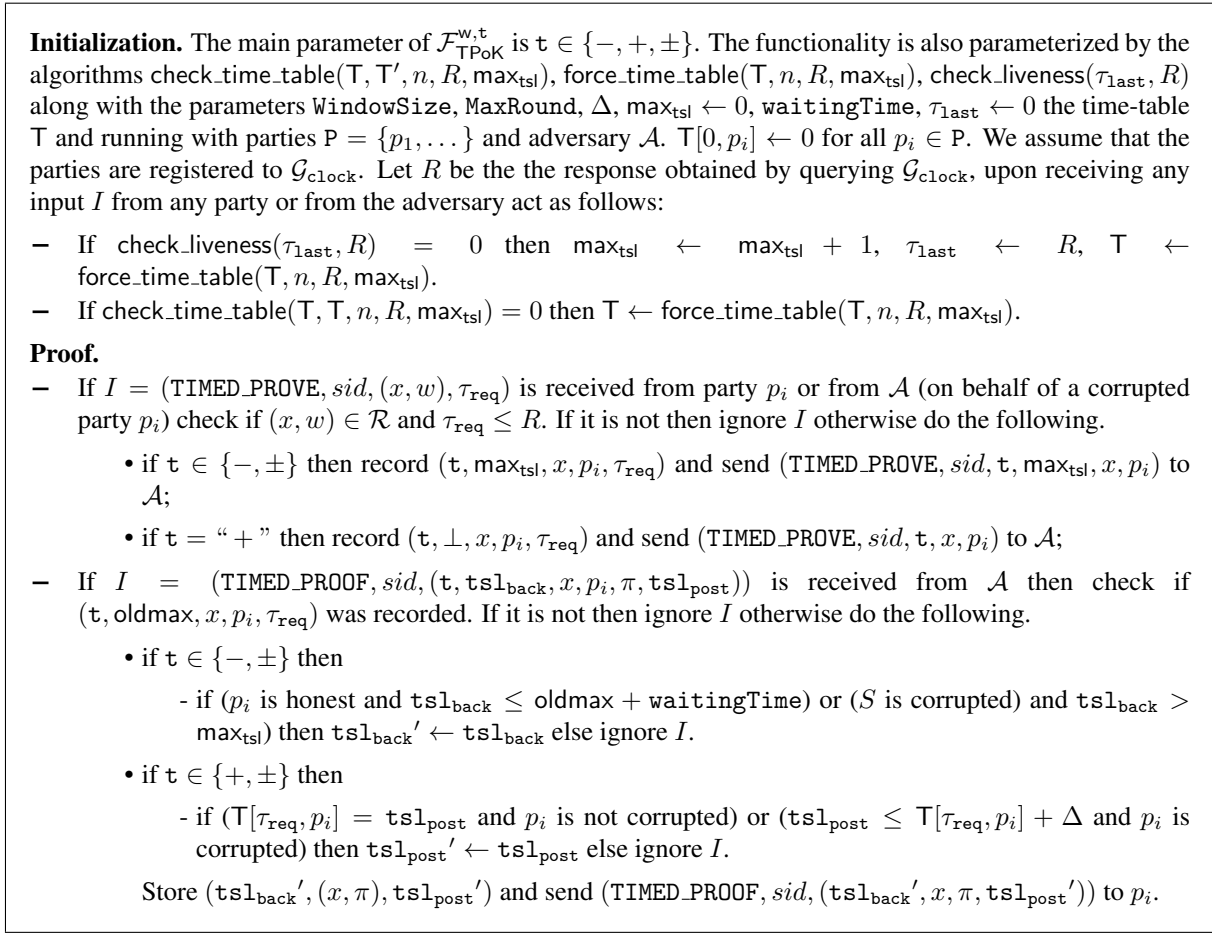 Initialization. The main parameter of $\mathcal{F}_{\mathsf{TPoK}}^{\mathsf{w,t}}$ is t ∈ {−, +, ±}. The functionality is also parameterized by the
algorithms check_time_table(T, T′, n, R, max_tsl), force_time_table(T, n, R, max_tsl), check_liveness(τ_last, R)
along with the parameters WindowSize, MaxRound, Δ, max_tsl ← 0, waitingTime, τ_last ← 0 the time-table
T and running with parties P = {p_1, . . . } and adversary 𝒜. T[0, p_i] ← 0 for all p_i ∈ P. We assume that the
parties are registered to 𝒢_clock. Let R be the the response obtained by querying 𝒢_clock, upon receiving any
input I from any party or from the adversary act as follows:
– If check_liveness(τ_last, R) = 0 then max_tsl ← max_tsl + 1, τ_last ← R, T ←
force_time_table(T, n, R, max_tsl).
– If check_time_table(T, T, n, R, max_tsl) = 0 then T ← force_time_table(T, n, R, max_tsl).
Proof.
– If I = (TIMED_PROVE, sid, (x, w), τ_req) is received from party p_i or from 𝒜 (on behalf of a corrupted
party p_i) check if (x, w) ∈ ℛ and τ_req ≤ R. If it is not then ignore I otherwise do the following.
• if t ∈ {−, ±} then record (t, max_tsl, x, p_i, τ_req) and send (TIMED_PROVE, sid, t, max_tsl, x, p_i) to
𝒜;
• if t = “ + ” then record (t, ⊥, x, p_i, τ_req) and send (TIMED_PROVE, sid, t, x, p_i) to 𝒜;
– If I = (TIMED_PROOF, sid, (t, tsl_back, x, p_i, π, tsl_post)) is received from 𝒜 then check if
(t, oldmax, x, p_i, τ_req) was recorded. If it is not then ignore I otherwise do the following.
• if t ∈ {−, ±} then
- if (p_i is honest and tsl_back ≤ oldmax + waitingTime) or (S is corrupted) and tsl_back >
max_tsl) then tsl_back′ ← tsl_back else ignore I.
• if t ∈ {+, ±} then
- if (T[τ_req, p_i] = tsl_post and p_i is not corrupted) or (tsl_post ≤ T[τ_req, p_i] + Δ and p_i is
corrupted) then tsl_post′ ← tsl_post else ignore I.
Store (tsl_back′, (x, π), tsl_post′) and send (TIMED_PROOF, sid, (tsl_back′, x, π, tsl_post′)) to p_i.